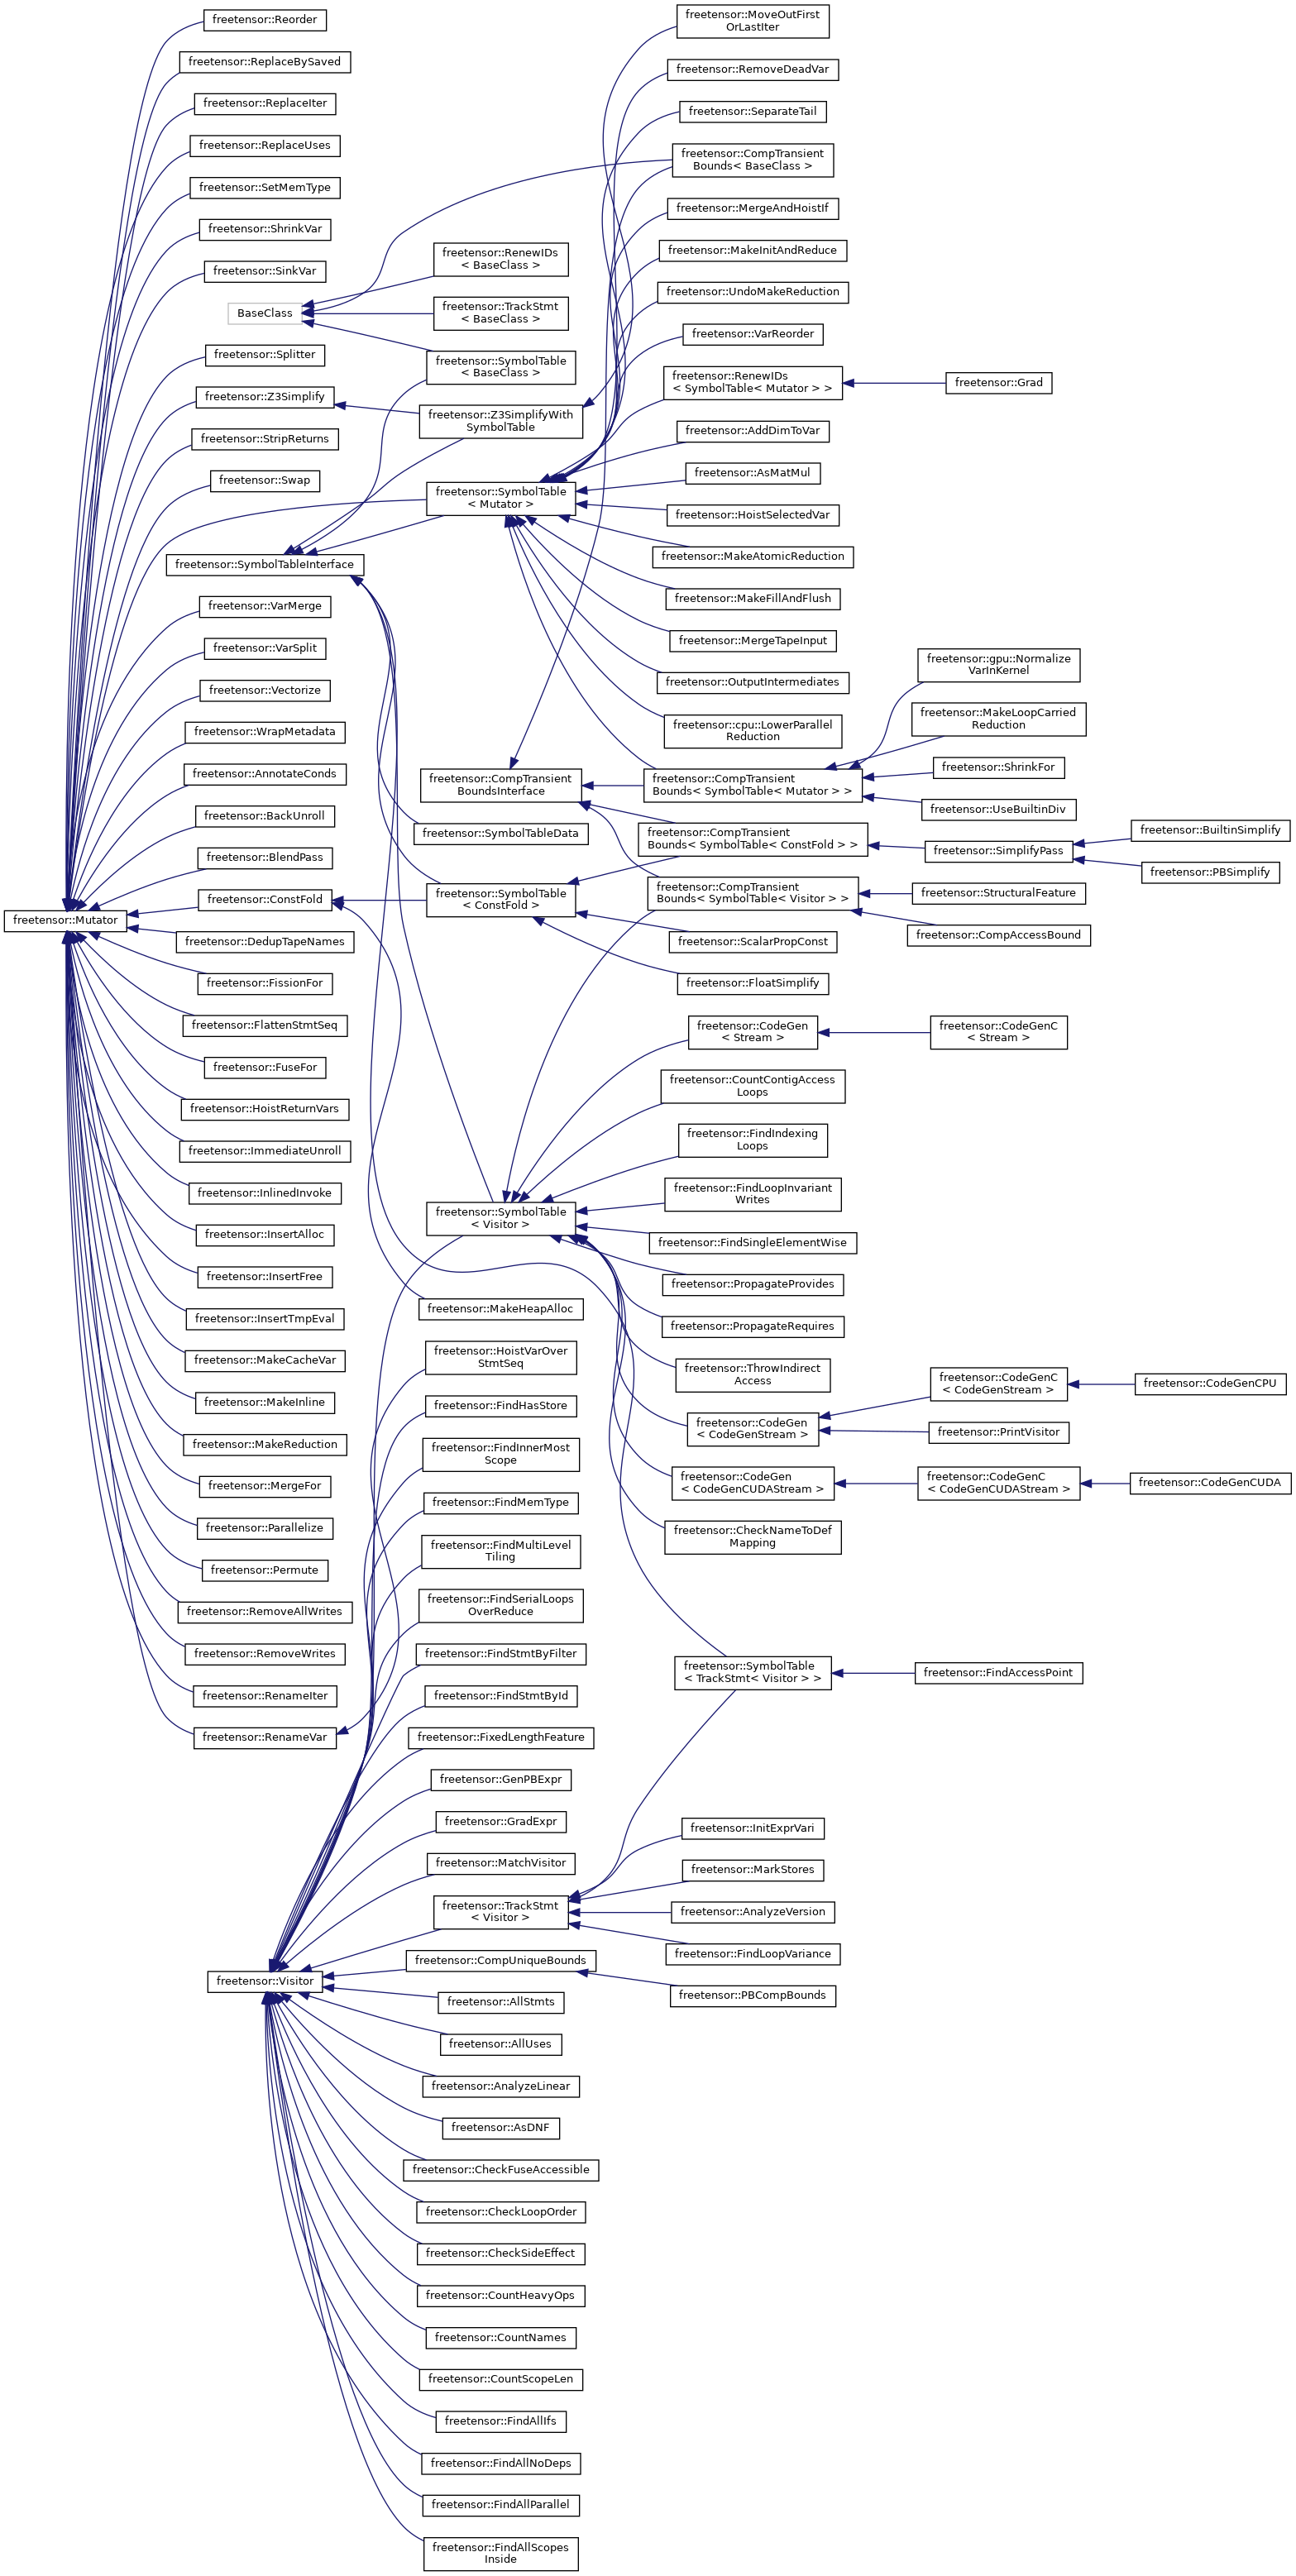 freetensor::Reorder
freetensor::ReplaceBySaved
freetensor::ReplaceIter
freetensor::ReplaceUses
freetensor::SetMemType
freetensor::ShrinkVar
freetensor::SinkVar
BaseClass
freetensor::Splitter
freetensor::Z3Simplify
freetensor::StripReturns
freetensor::Swap
freetensor::SymbolTableInterface
freetensor::VarMerge
freetensor::VarSplit
freetensor::Vectorize
freetensor::WrapMetadata
freetensor::AnnotateConds
freetensor::BackUnroll
freetensor::BlendPass
freetensor::ConstFold
freetensor::Mutator
freetensor::DedupTapeNames
freetensor::FissionFor
freetensor::FlattenStmtSeq
freetensor::FuseFor
freetensor::HoistReturnVars
freetensor::ImmediateUnroll
freetensor::InlinedInvoke
freetensor::InsertAlloc
freetensor::InsertFree
freetensor::InsertTmpEval
freetensor::MakeCacheVar
freetensor::MakeInline
freetensor::MakeReduction
freetensor::MergeFor
freetensor::Parallelize
freetensor::Permute
freetensor::RemoveAllWrites
freetensor::RemoveWrites
freetensor::RenameIter
freetensor::RenameVar
freetensor::Visitor
freetensor::RenewIDs
< BaseClass >
freetensor::TrackStmt
< BaseClass >
freetensor::SymbolTable
< BaseClass >
freetensor::Z3SimplifyWith
SymbolTable
freetensor::SymbolTable
< Mutator >
freetensor::CompTransient
BoundsInterface
freetensor::SymbolTableData
freetensor::SymbolTable
< ConstFold >
freetensor::SymbolTable
< Visitor >
freetensor::MakeHeapAlloc
freetensor::HoistVarOver
StmtSeq
freetensor::FindHasStore
freetensor::FindInnerMost
Scope
freetensor::FindMemType
freetensor::FindMultiLevel
Tiling
freetensor::FindSerialLoops
OverReduce
freetensor::FindStmtByFilter
freetensor::FindStmtById
freetensor::FixedLengthFeature
freetensor::GenPBExpr
freetensor::GradExpr
freetensor::MatchVisitor
freetensor::TrackStmt
< Visitor >
freetensor::CompUniqueBounds
freetensor::AllStmts
freetensor::AllUses
freetensor::AnalyzeLinear
freetensor::AsDNF
freetensor::CheckFuseAccessible
freetensor::CheckLoopOrder
freetensor::CheckSideEffect
freetensor::CountHeavyOps
freetensor::CountNames
freetensor::CountScopeLen
freetensor::FindAllIfs
freetensor::FindAllNoDeps
freetensor::FindAllParallel
freetensor::FindAllScopes
Inside
freetensor::MoveOutFirst
OrLastIter
freetensor::RemoveDeadVar
freetensor::SeparateTail
freetensor::CompTransient
Bounds< BaseClass >
freetensor::MergeAndHoistIf
freetensor::MakeInitAndReduce
freetensor::UndoMakeReduction
freetensor::VarReorder
freetensor::RenewIDs
< SymbolTable< Mutator > >
freetensor::AddDimToVar
freetensor::AsMatMul
freetensor::HoistSelectedVar
freetensor::MakeAtomicReduction
freetensor::MakeFillAndFlush
freetensor::MergeTapeInput
freetensor::OutputIntermediates
freetensor::cpu::LowerParallel
Reduction
freetensor::CompTransient
Bounds< SymbolTable< Mutator > >
freetensor::CompTransient
Bounds< SymbolTable< ConstFold > >
freetensor::CompTransient
Bounds< SymbolTable< Visitor > >
freetensor::ScalarPropConst
freetensor::FloatSimplify
freetensor::CodeGen
< Stream >
freetensor::CountContigAccess
Loops
freetensor::FindIndexing
Loops
freetensor::FindLoopInvariant
Writes
freetensor::FindSingleElementWise
freetensor::PropagateProvides
freetensor::PropagateRequires
freetensor::ThrowIndirect
Access
freetensor::CodeGen
< CodeGenStream >
freetensor::CodeGen
< CodeGenCUDAStream >
freetensor::CheckNameToDef
Mapping
freetensor::SymbolTable
< TrackStmt< Visitor > >
freetensor::InitExprVari
freetensor::MarkStores
freetensor::AnalyzeVersion
freetensor::FindLoopVariance
freetensor::PBCompBounds
freetensor::Grad
freetensor::gpu::Normalize
VarInKernel
freetensor::MakeLoopCarried
Reduction
freetensor::ShrinkFor
freetensor::UseBuiltinDiv
freetensor::SimplifyPass
freetensor::StructuralFeature
freetensor::CompAccessBound
freetensor::CodeGenC
< Stream >
freetensor::CodeGenC
< CodeGenStream >
freetensor::PrintVisitor
freetensor::CodeGenC
< CodeGenCUDAStream >
freetensor::FindAccessPoint
freetensor::BuiltinSimplify
freetensor::PBSimplify
freetensor::CodeGenCPU
freetensor::CodeGenCUDA